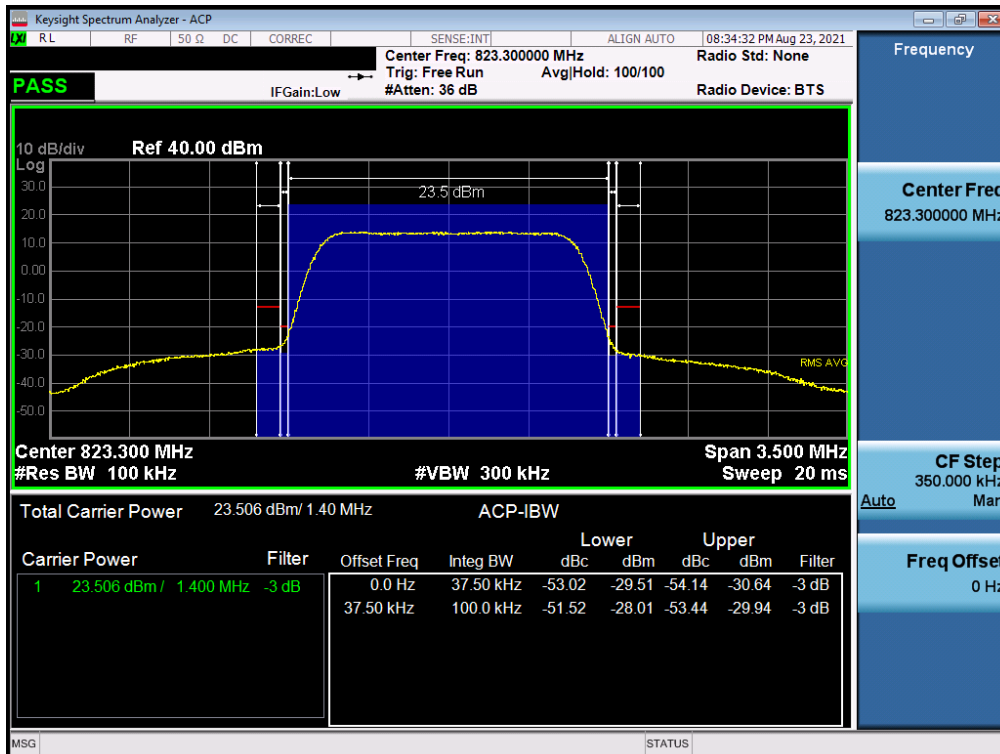 Keysight Spectrum Analyzer - ACP
LXI RL RF 50 Ω DC CORREC SENSE:INT ALIGN AUTO 08:34:32 PM Aug 23, 2021
Center Freq: 823.300000 MHz Radio Std: None
Trig: Free Run Avg|Hold: 100/100
PASS IFGain:Low #Atten: 36 dB Radio Device: BTS
10 dB/div Ref 40.00 dBm
Log
30.0
23.5 dBm
20.0
10.0
0.00
-10.0
-20.0
-30.0
RMS AVG
-40.0
-50.0
Center 823.300 MHz Span 3.500 MHz
#Res BW 100 kHz #VBW 300 kHz Sweep 20 ms
Total Carrier Power 23.506 dBm/ 1.40 MHz ACP-IBW
Lower Upper
Carrier Power Filter Offset Freq Integ BW dBc dBm dBc dBm Filter
1 23.506 dBm / 1.400 MHz -3 dB 0.0 Hz 37.50 kHz -53.02 -29.51 -54.14 -30.64 -3 dB
37.50 kHz 100.0 kHz -51.52 -28.01 -53.44 -29.94 -3 dB
MSG STATUS
Frequency
Center Freq
823.300000 MHz
CF Step
350.000 kHz
Auto Man
Freq Offset
0 Hz